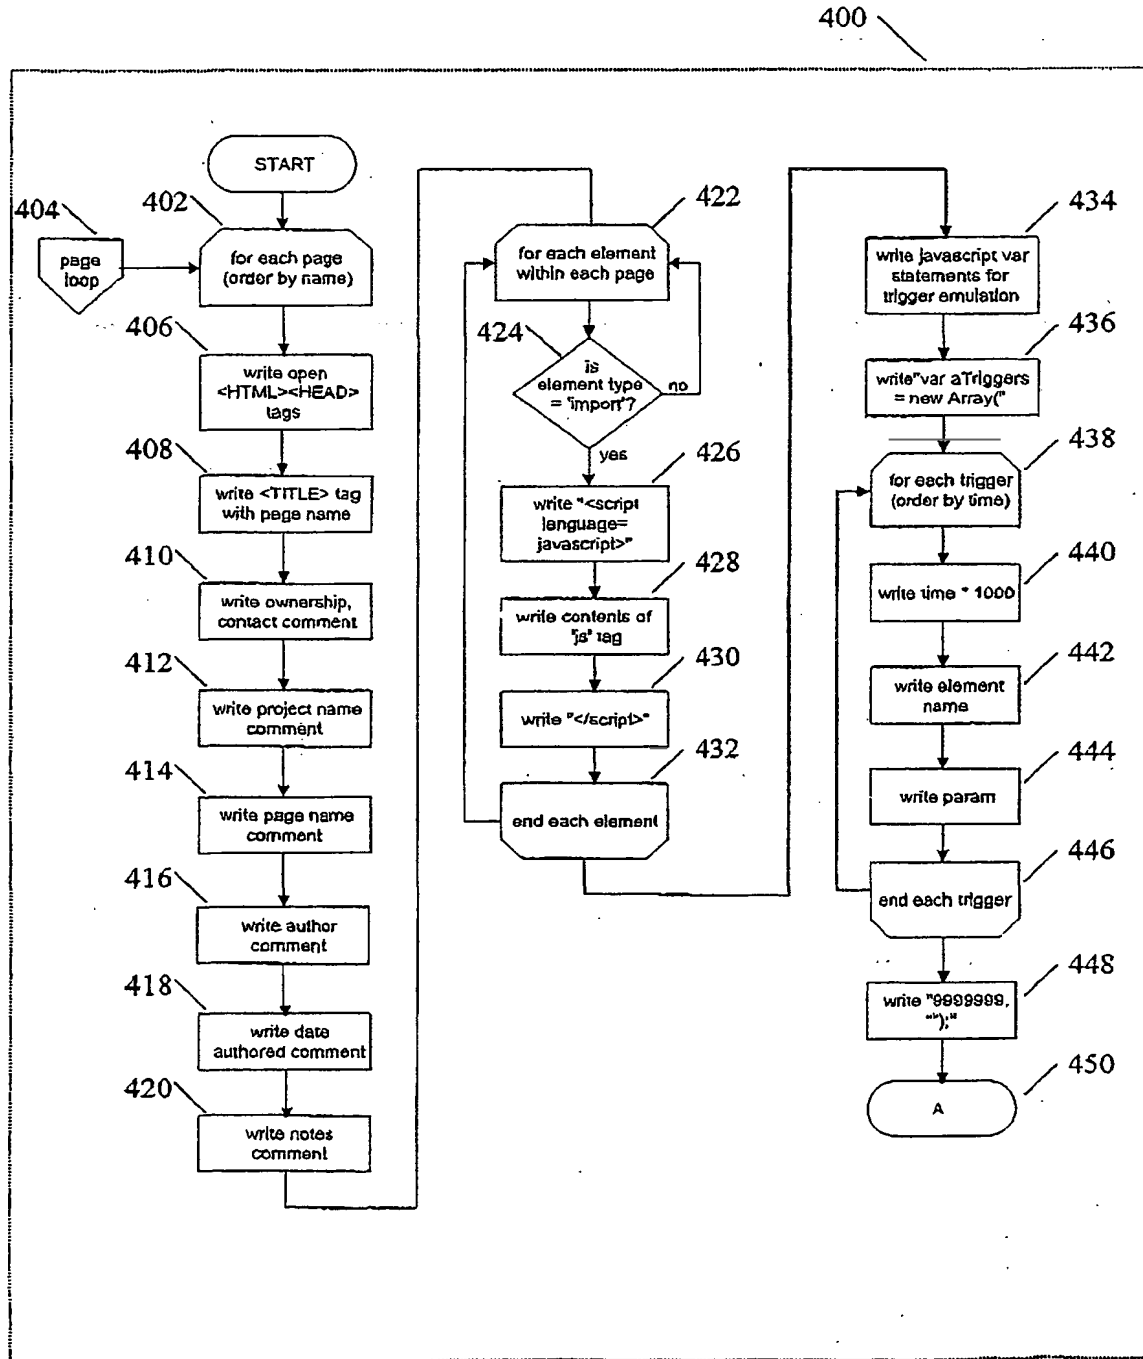 400
START
404
402
page
loop
for each page
(order by name)
406
write open
<HTML><HEAD>
tags
408
write <TITLE> tag
with page name
410
write ownership,
contact comment
412
write project name
comment
414
write page name
comment
416
write author
comment
418
write date
authored comment
420
write notes
comment
422
for each element
within each page
424
is
element type
= 'import'?
no
yes
426
write "<script
language=
javascript>"
428
write contents of
'js' tag
430
write "</script>"
432
end each element
434
write javascript var
statements for
trigger emulation
436
write"var aTriggers
= new Array("
438
for each trigger
(order by time)
440
write time * 1000
442
write element
name
444
write param
446
end each trigger
448
write "9999999,
"");"
450
A